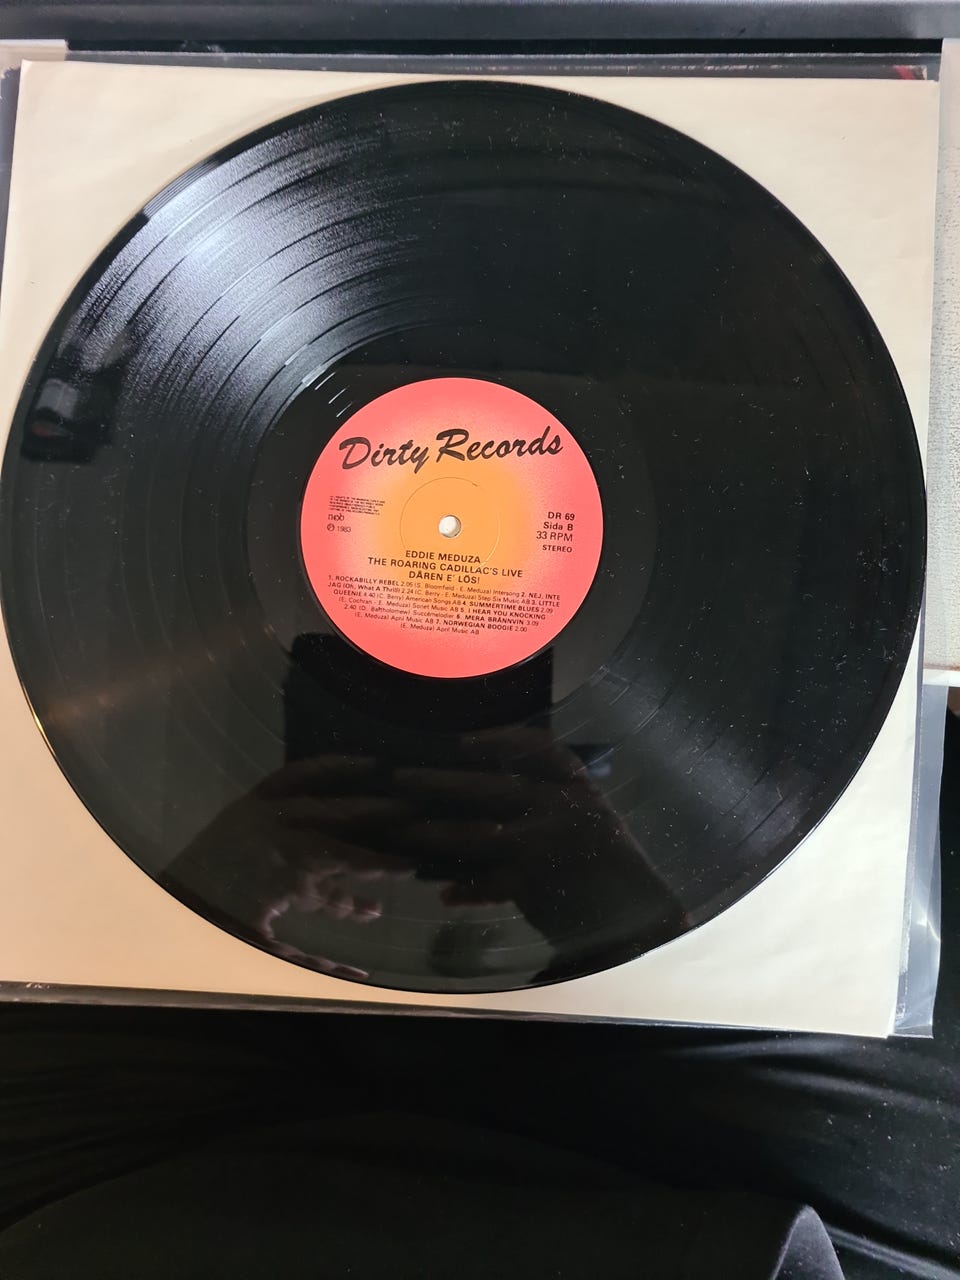 Dirty Records
ncb
Ⓟ 1983
DR 69
Sida B
33 RPM
STEREO
EDDIE MEDUZA
THE ROARING CADILLAC'S LIVE
DÅREN E' LÖS!
1. ROCKABILLY REBEL 2.05 (S. Bloomfield - E. Meduza) Intersong 2. NEJ, INTE
JAG (Oh, What A Thrill) 2.24 (C. Berry - E. Meduza) Step Six Music AB 3. LITTLE
QUEENIE 4.40 (C. Berry) American Songs AB 4. SUMMERTIME BLUES 2.09
(E. Cochran - E. Meduza) Sonet Music AB 5. I HEAR YOU KNOCKING
2.40 (D. Bartholomew) Succémelodier 6. MERA BRÄNNVIN 3.09
(E. Meduza) April Music AB 7. NORWEGIAN BOOGIE 2.00
(E. Meduza) April Music AB